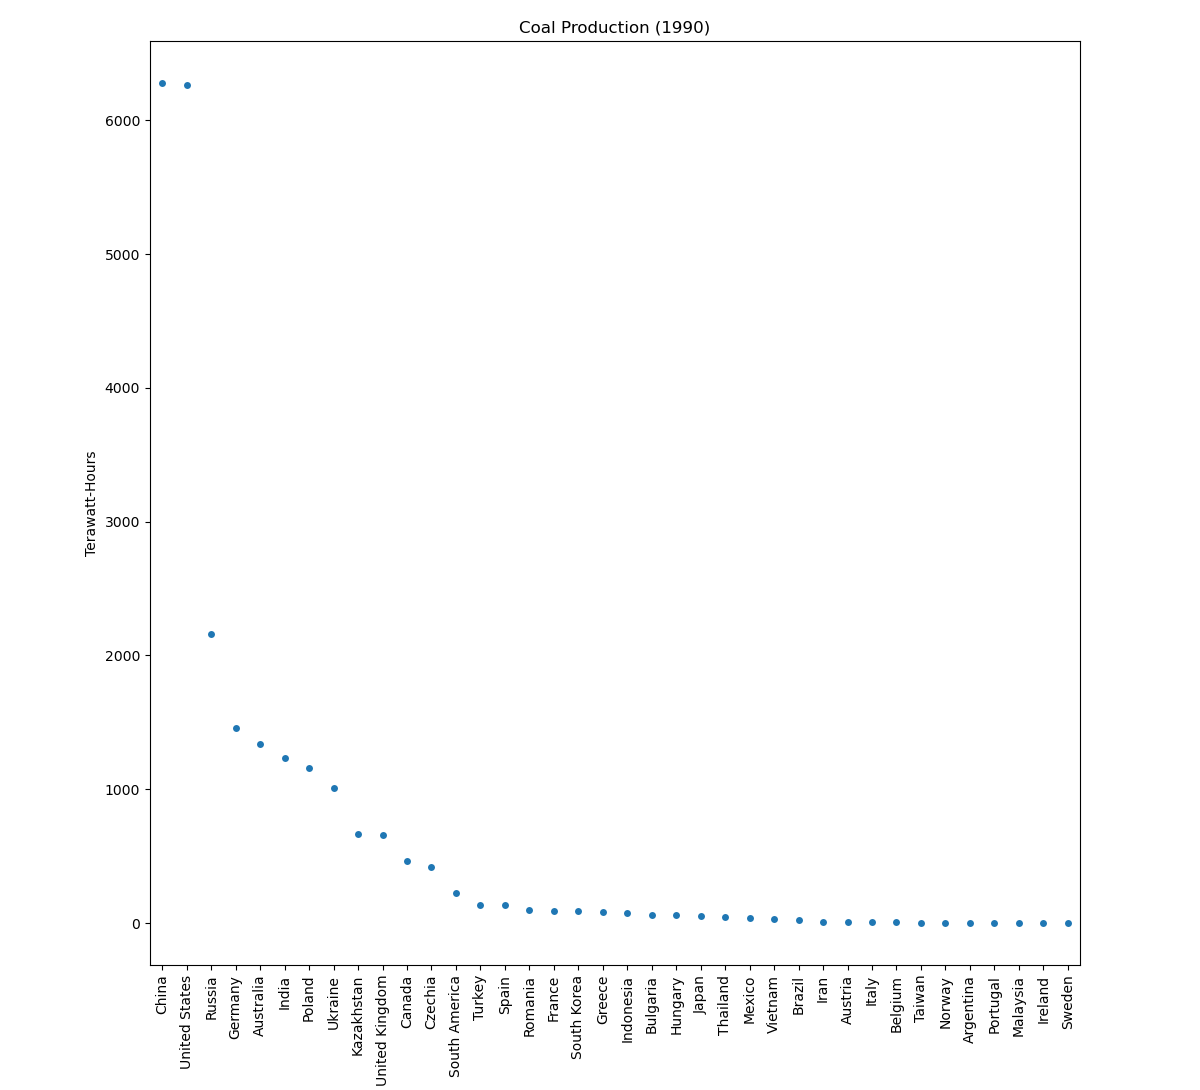 Coal Production (1990)
6000
5000
4000
3000
2000
1000
0
Terawatt-Hours
China
United States
Russia
Germany
Australia
India
Poland
Ukraine
Kazakhstan
United Kingdom
Canada
Czechia
South America
Turkey
Spain
Romania
France
South Korea
Greece
Indonesia
Bulgaria
Hungary
Japan
Thailand
Mexico
Vietnam
Brazil
Iran
Austria
Italy
Belgium
Taiwan
Norway
Argentina
Portugal
Malaysia
Ireland
Sweden